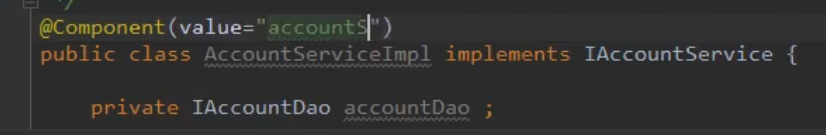 */
@Component(value="accountS")
public class AccountServiceImpl implements IAccountService {
private IAccountDao accountDao ;